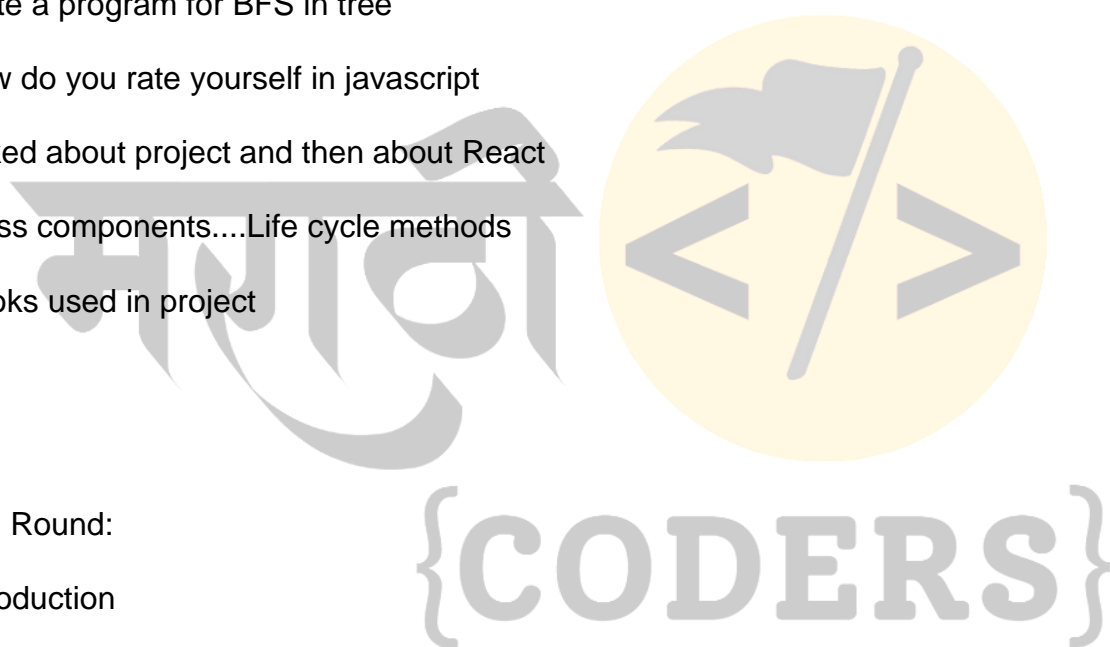 te a program for BFS in tree
w do you rate yourself in javascript
ked about project and then about React
ss components....Life cycle methods
oks used in project
मराठी
</>
Round:
{CODERS}
oduction